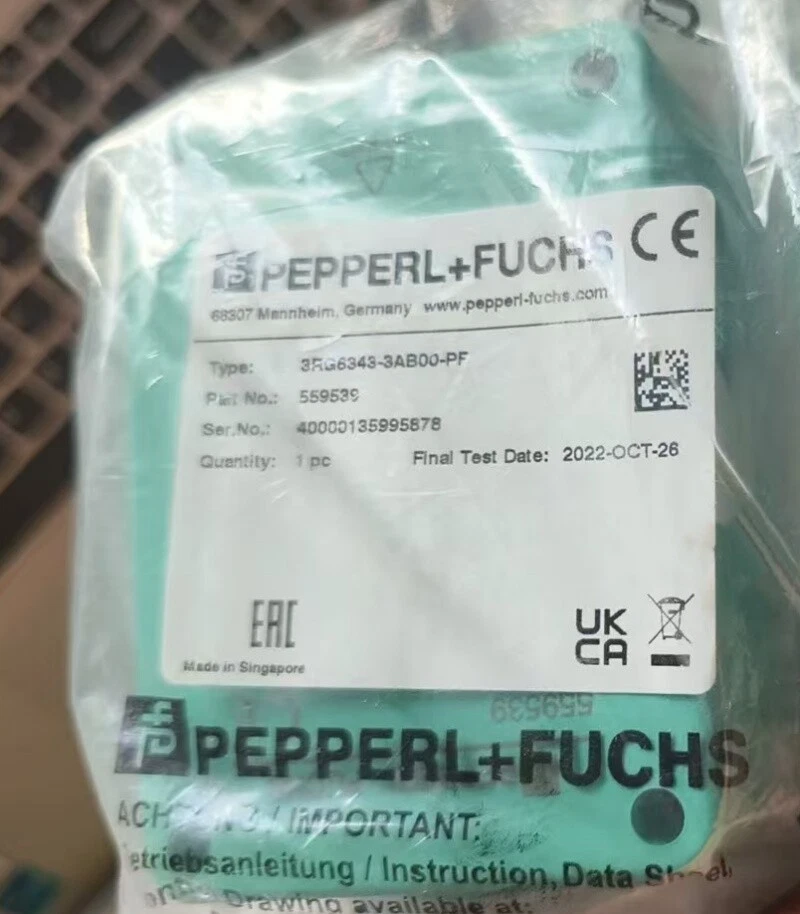 PEPPERL+FUCHS CE
68307 Mannheim, Germany www.pepperl-fuchs.com
Type: 3RG6343-3AB00-PF
Part No.: 559539
Ser.No.: 40000135995878
Quantity: 1 pc Final Test Date: 2022-OCT-26
EAC
UK
CA
Made in Singapore
559539
PEPPERL+FUCHS
/ IMPORTANT:
etriebsanleitung / Instruction, Data
Drawing available at: